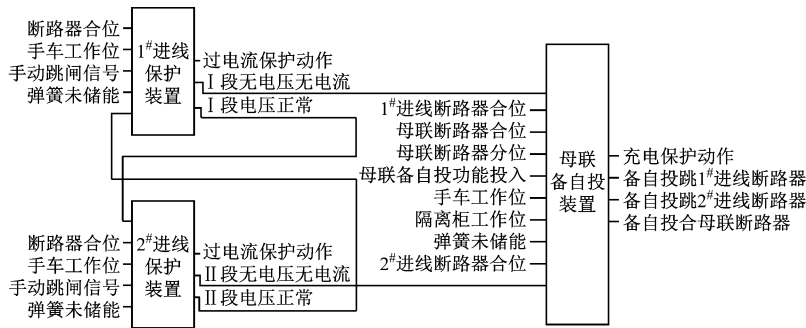 断路器合位
手车工作位
手动跳闸信号
弹簧未储能
1#进线
保护
装置
过电流保护动作
Ⅰ段无电压无电流
Ⅰ段电压正常
1#进线断路器合位
母联断路器合位
母联断路器分位
母联备自投功能投入
手车工作位
隔离柜工作位
弹簧未储能
2#进线断路器合位
母联
备自投
装置
充电保护动作
备自投跳1#进线断路器
备自投跳2#进线断路器
备自投合母联断路器
断路器合位
手车工作位
手动跳闸信号
弹簧未储能
2#进线
保护
装置
过电流保护动作
Ⅱ段无电压无电流
Ⅱ段电压正常